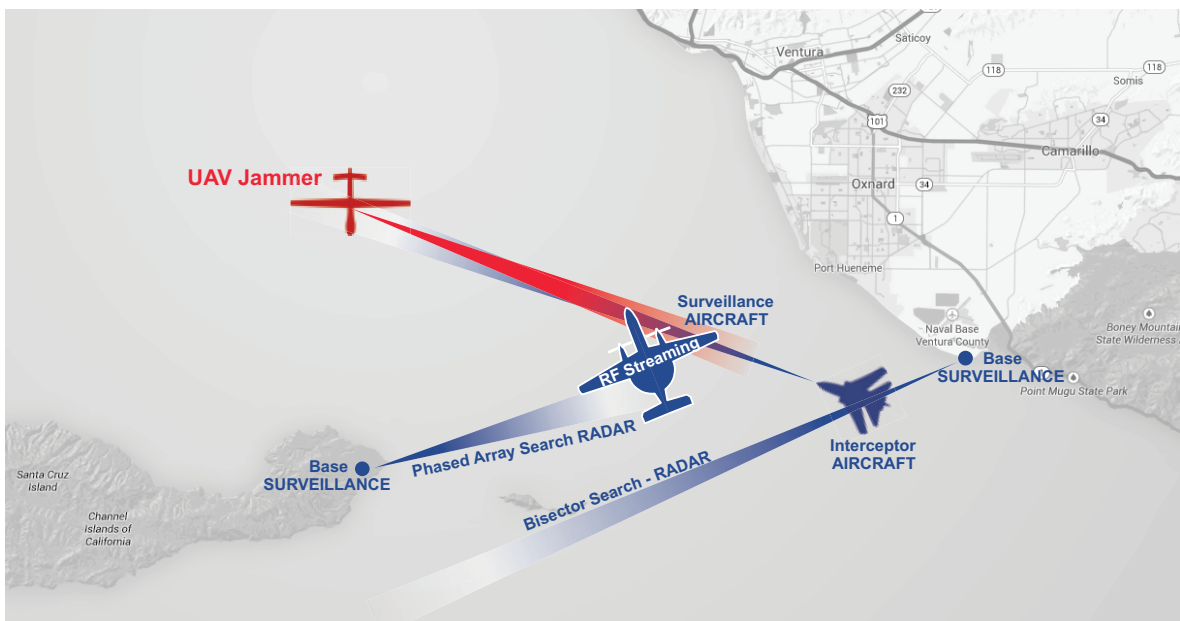 Saticoy
Ventura
118
118
Somis
232
101
34
Camarillo
UAV Jammer
Oxnard
34
1
Port Hueneme
Surveillance
AIRCRAFT
Naval Base
Ventura County
Boney Mountain
State Wilderness
RF Streaming
Base
SURVEILLANCE
Point Mugu State Park
Phased Array Search RADAR
Interceptor
AIRCRAFT
Base
SURVEILLANCE
Santa Cruz
Island
Bisector Search - RADAR
Channel
Islands of
California